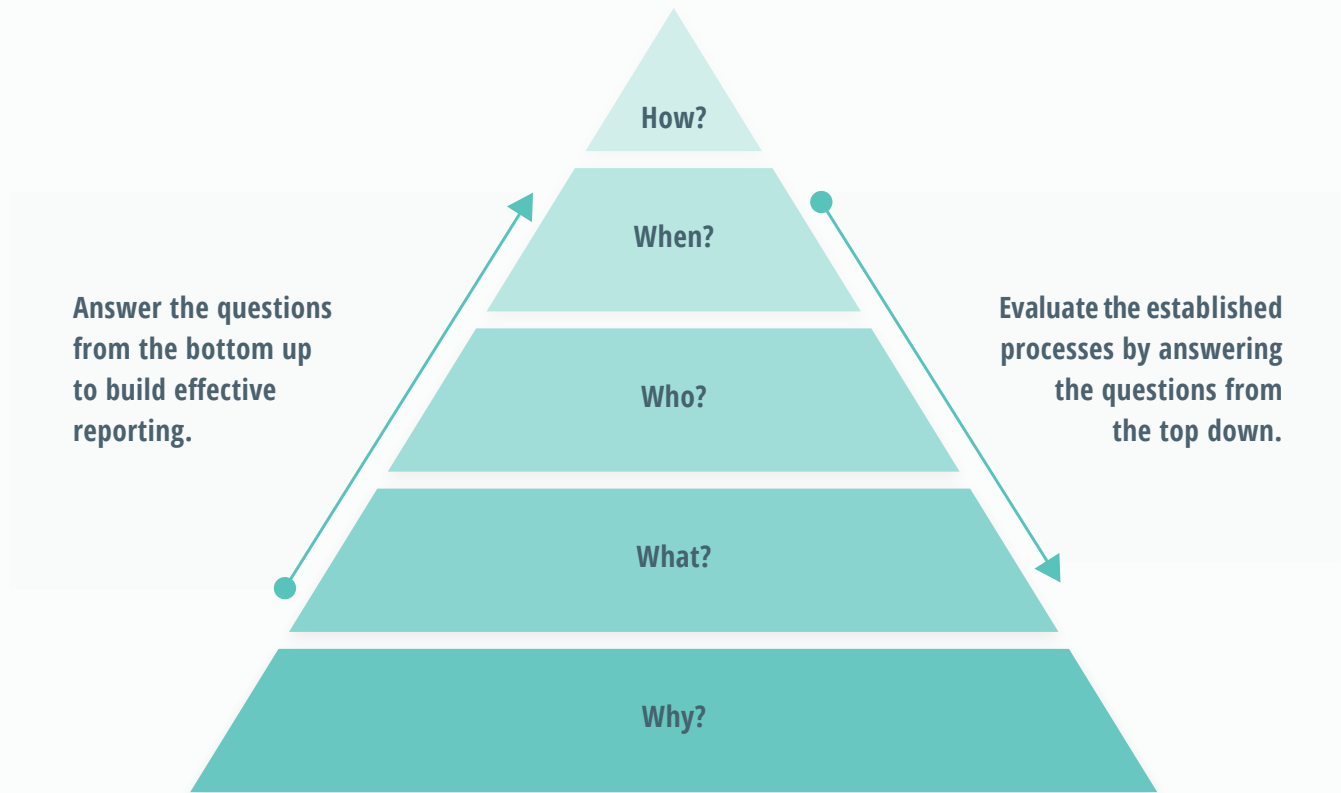 How?
When?
Answer the questions
from the bottom up
to build effective
reporting.
Evaluate the established
processes by answering
the questions from
the top down.
Who?
What?
Why?